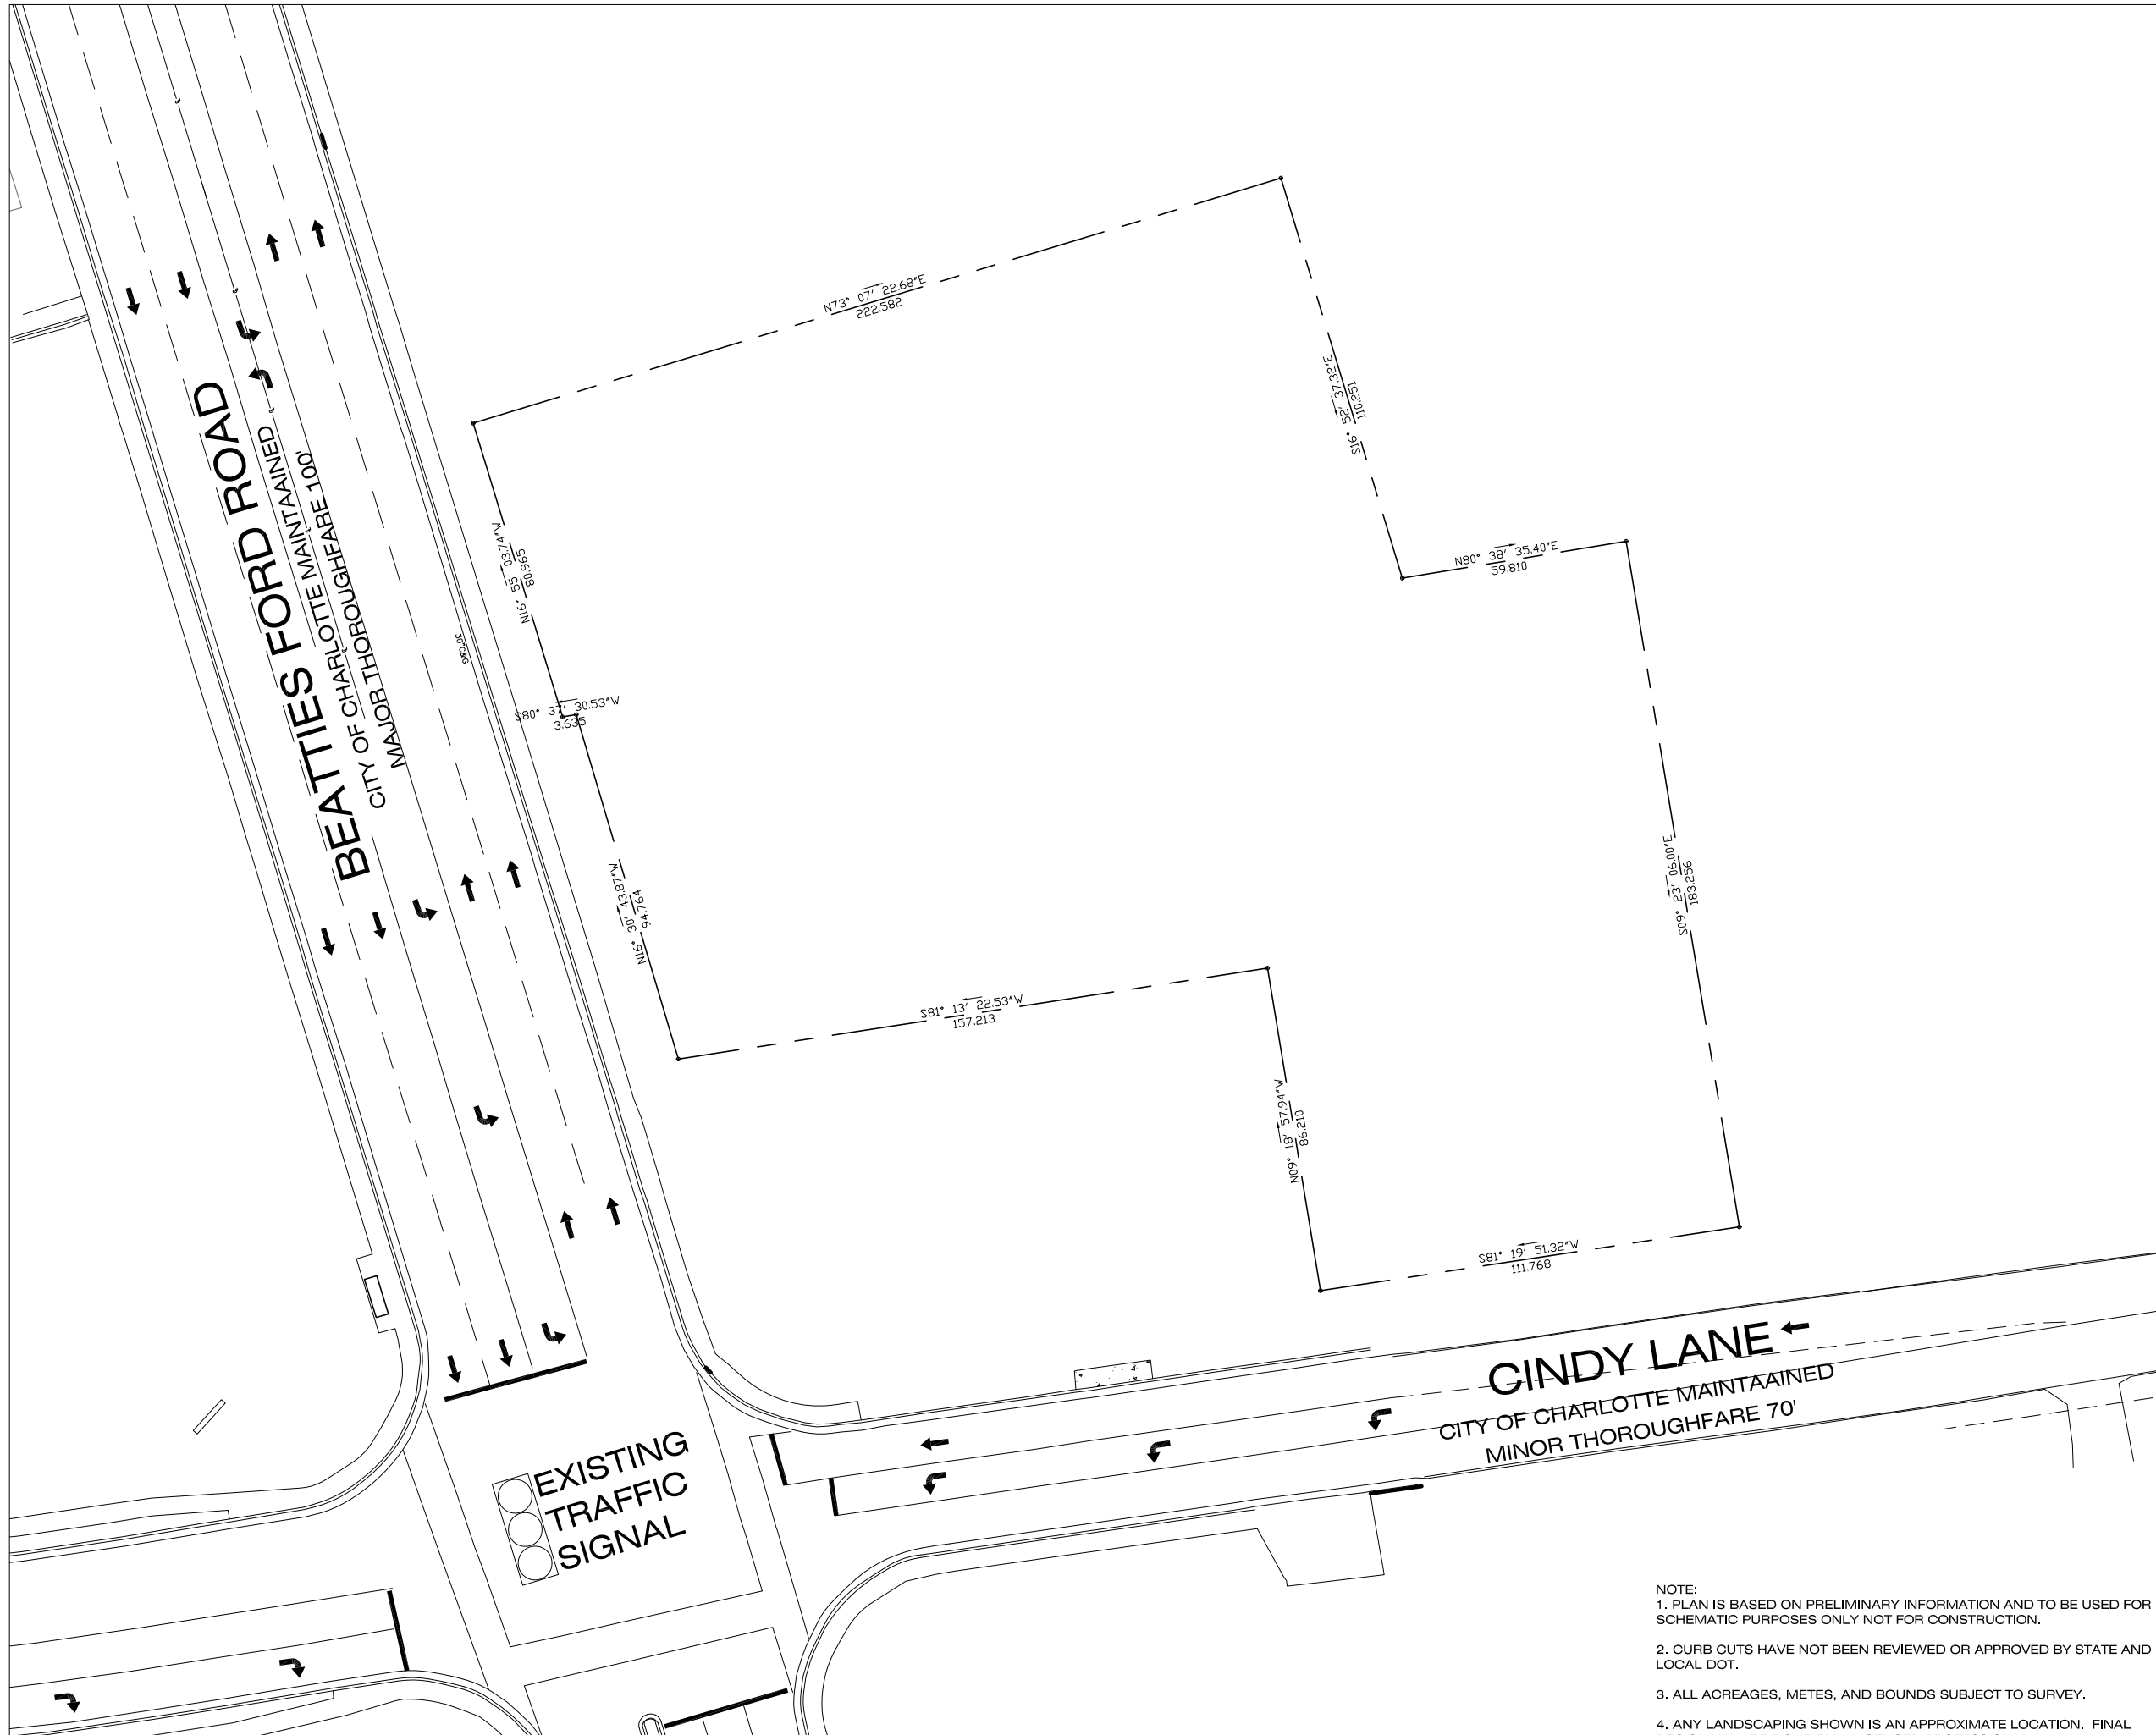 N73° 07' 22.68"E
222.582
S16° 52' 37.32"E
110.251
N80° 38' 35.40"E
59.810
N16° 55' 03.74"W
80.965
S80° 37' 30.53"W
3.635
30"C&G
BEATTIES FORD ROAD
CITY OF CHARLOTTE MAINTAAINED
MAJOR THOROUGHFEARE 100'
N16° 30' 43.87"W
94.764
S09° 23' 06.00"E
183.256
S81° 13' 22.53"W
157.213
N09° 18' 57.94"W
86.210
S81° 19' 51.32"W
111.768
CINDY LANE
CITY OF CHARLOTTE MAINTAAINED
MINOR THOROUGHFARE 70'
EXISTING
TRAFFIC
SIGNAL
NOTE:
1. PLAN IS BASED ON PRELIMINARY INFORMATION AND TO BE USED FOR
SCHEMATIC PURPOSES ONLY NOT FOR CONSTRUCTION.
2. CURB CUTS HAVE NOT BEEN REVIEWED OR APPROVED BY STATE AND
LOCAL DOT.
3. ALL ACREAGES, METES, AND BOUNDS SUBJECT TO SURVEY.
4. ANY LANDSCAPING SHOWN IS AN APPROXIMATE LOCATION. FINAL